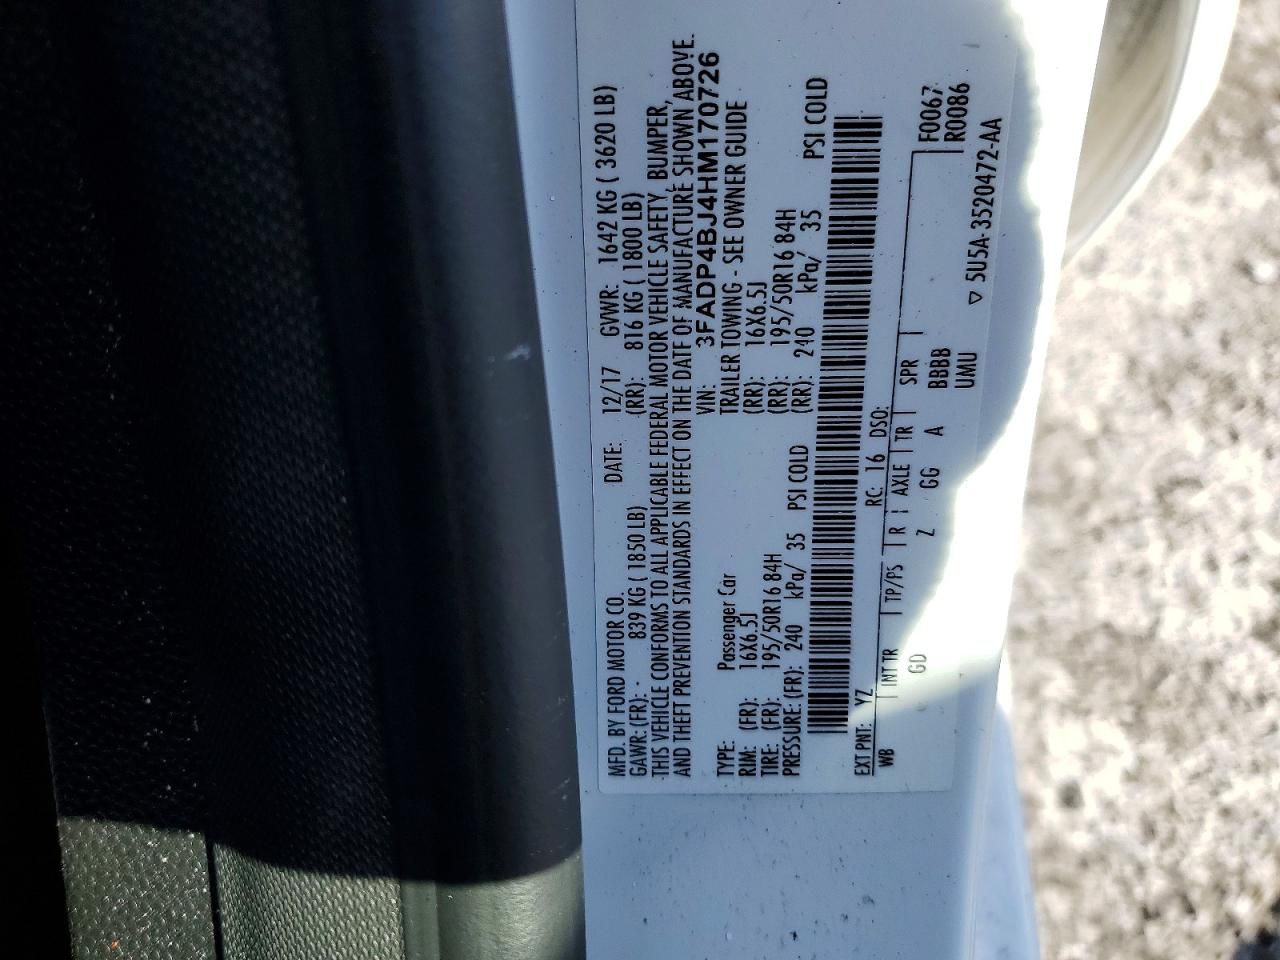 MFD. BY FORD MOTOR CO. DATE: 12/17 GVWR: 1642 KG ( 3620 LB)
GAWR: (FR): 839 KG ( 1850 LB) (RR): 816 KG ( 1800 LB)
THIS VEHICLE CONFORMS TO ALL APPLICABLE FEDERAL MOTOR VEHICLE SAFETY, BUMPER,
AND THEFT PREVENTION STANDARDS IN EFFECT ON THE DATE OF MANUFACTURE SHOWN ABOVE.
VIN: 3FADP4BJ4HM170726
TYPE: Passenger Car TRAILER TOWING - SEE OWNER GUIDE
RIM: (FR): 16X6.5J (RR): 16X6.5J
TIRE: (FR): 195/50R16 84H (RR): 195/50R16 84H
PRESSURE: (FR): 240 kPa/ 35 PSI COLD (RR): 240 kPa/ 35 PSI COLD
EXT PNT: YZ RC: 16 DSO: F0067
WB INT TR TP/PS R AXLE TR SPR R0086
GD Z GG A BBBB
UMU
▽ 5U5A-3520472-AA